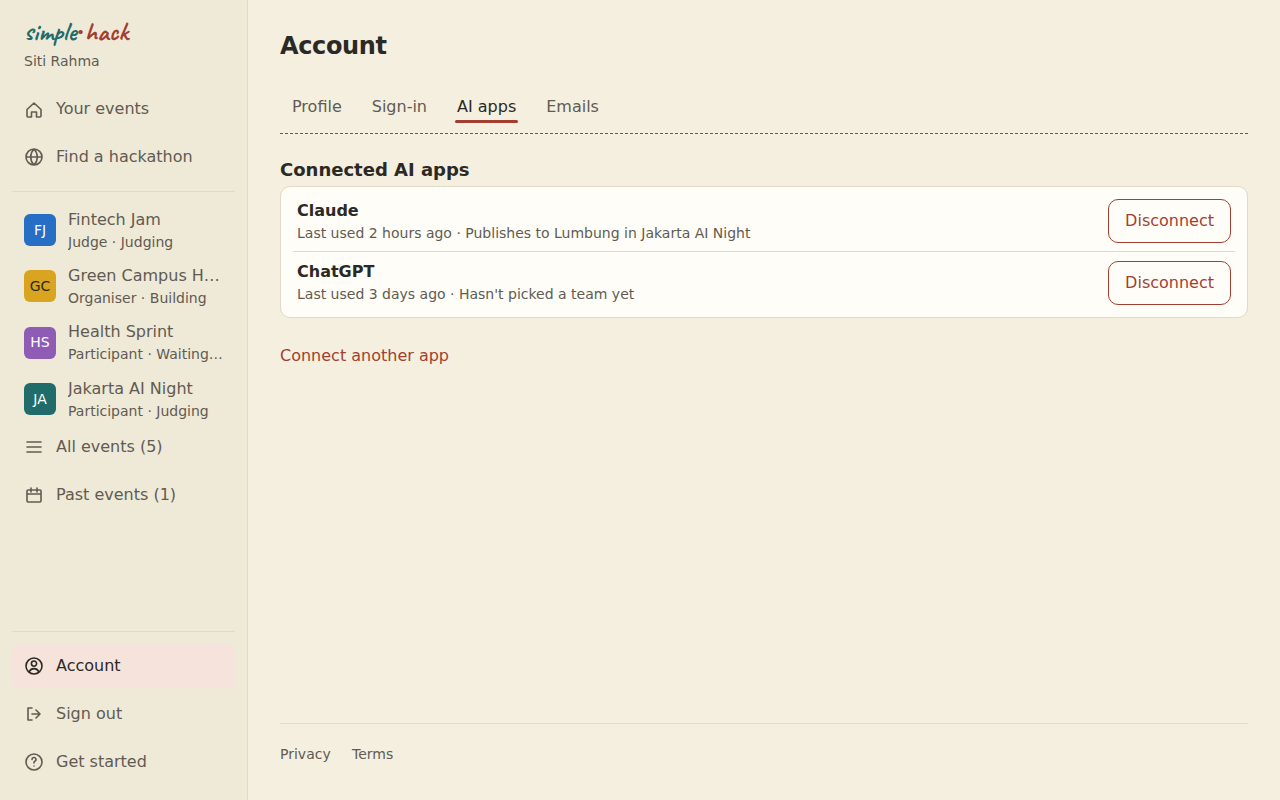 simple·hack
Siti Rahma
Your events
Find a hackathon
FJ
Fintech Jam
Judge · Judging
GC
Green Campus H…
Organiser · Building
HS
Health Sprint
Participant · Waiting…
JA
Jakarta AI Night
Participant · Judging
All events (5)
Past events (1)
Account
Sign out
Get started
Account
Profile Sign-in AI apps Emails
Connected AI apps
Claude
Last used 2 hours ago · Publishes to Lumbung in Jakarta AI Night
Disconnect
ChatGPT
Last used 3 days ago · Hasn't picked a team yet
Disconnect
Connect another app
Privacy Terms